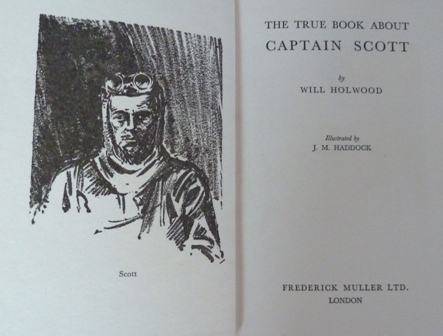 Scott
THE TRUE BOOK ABOUT
CAPTAIN SCOTT
by
WILL HOLWOOD
Illustrated by
J. M. HADDOCK
FREDERICK MULLER LTD.
LONDON